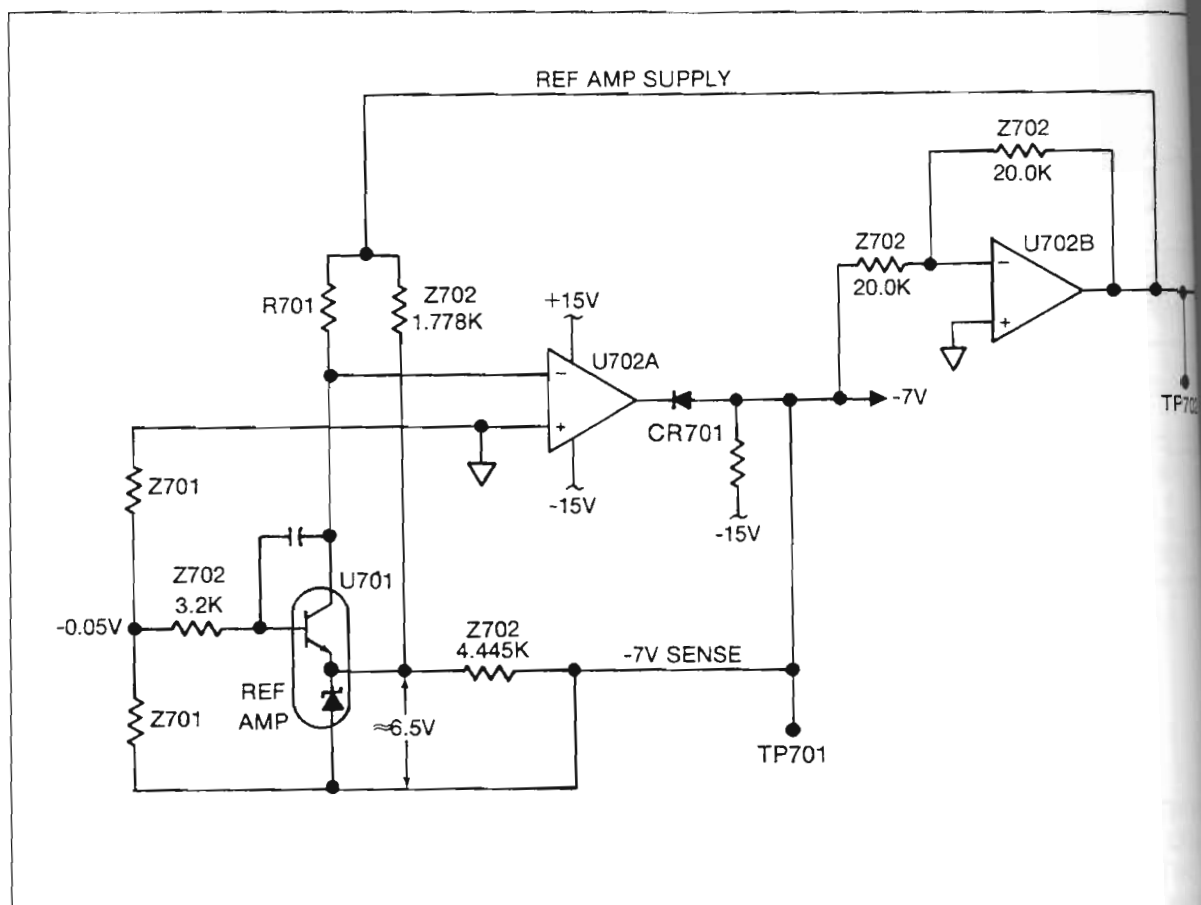 REF AMP SUPPLY
Z702
20.0K
U702B
Z702
20.0K
-
+
R701
Z702
1.778K
+15V
U702A
-
+
-15V
CR701
-7V
-15V
Z701
Z702
3.2K
U701
-0.05V
Z702
4.445K
-7V SENSE
REF
AMP
≈6.5V
Z701
TP701